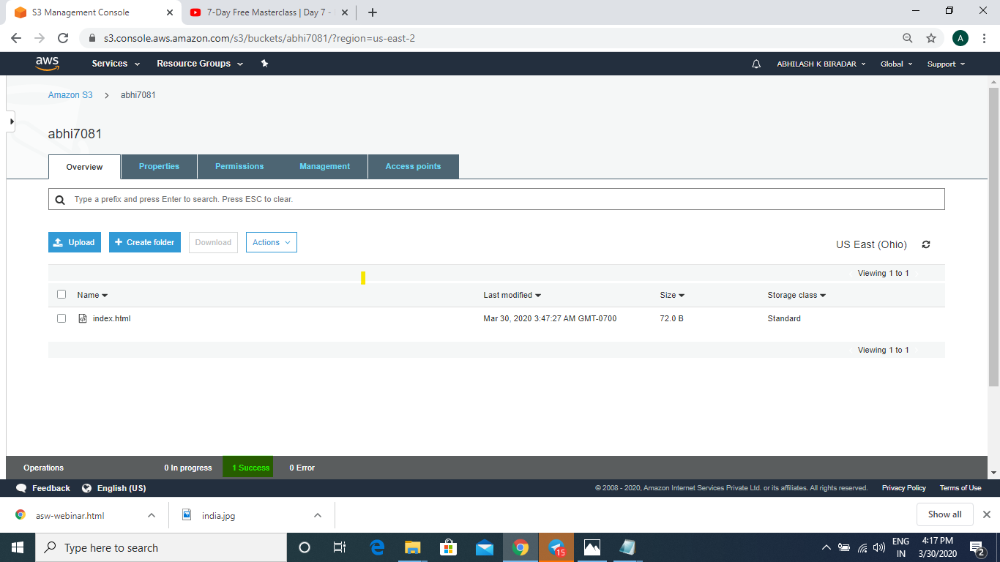 S3 Management Console
7-Day Free Masterclass | Day 7 -
s3.console.aws.amazon.com/s3/buckets/abhi7081/?region=us-east-2
A
aws
Services
Resource Groups
ABHILASH K BIRADAR
Global
Support
Amazon S3
abhi7081
abhi7081
Overview
Properties
Permissions
Management
Access points
Type a prefix and press Enter to search. Press ESC to clear.
Upload
Create folder
Download
Actions
US East (Ohio)
Viewing 1 to 1
Name
Last modified
Size
Storage class
index.html
Mar 30, 2020 3:47:27 AM GMT-0700
72.0 B
Standard
Viewing 1 to 1
Operations
0 In progress
1 Success
0 Error
Feedback
English (US)
© 2008 - 2020, Amazon Internet Services Private Ltd. or its affiliates. All rights reserved.
Privacy Policy
Terms of Use
asw-webinar.html
india.jpg
Show all
Type here to search
15
ENG
IN
4:17 PM
3/30/2020
2